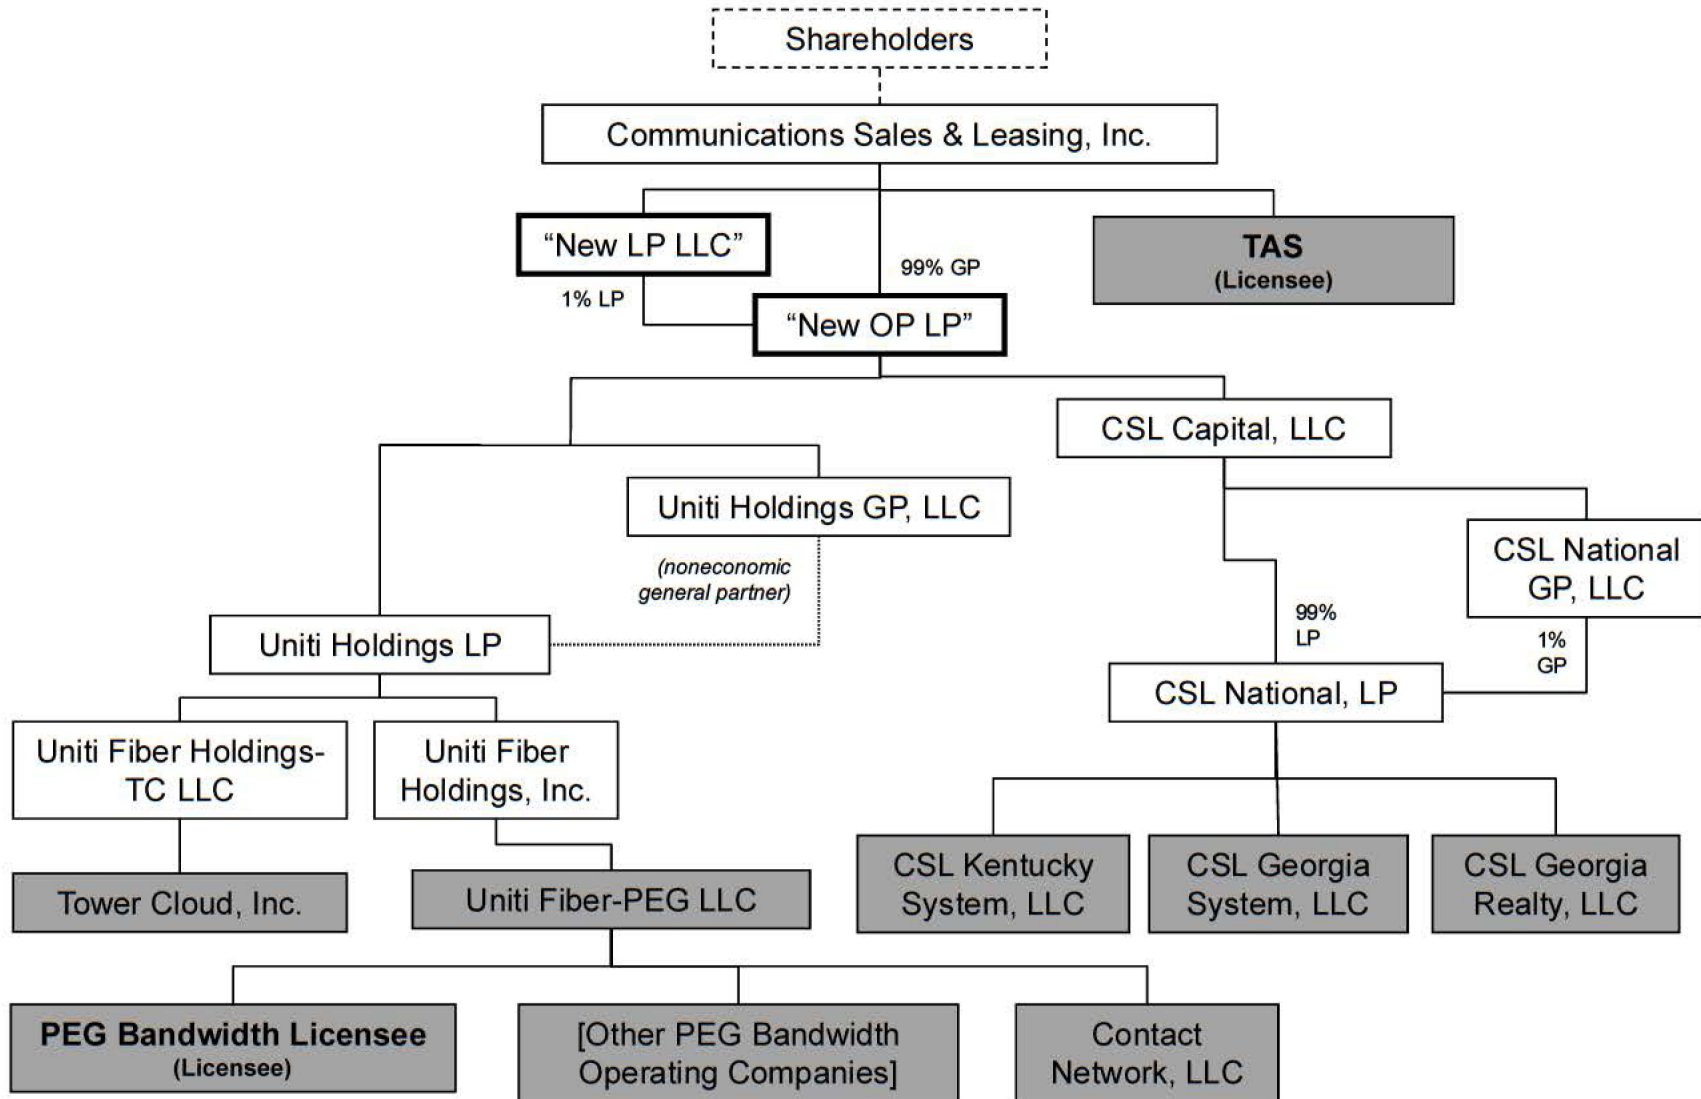 Shareholders
Communications Sales & Leasing, Inc.
“New LP LLC”
99% GP
TAS
(Licensee)
1% LP
“New OP LP”
CSL Capital, LLC
Uniti Holdings GP, LLC
(noneconomic
general partner)
CSL National
GP, LLC
Uniti Holdings LP
99%
LP
1%
GP
CSL National, LP
Uniti Fiber Holdings-
TC LLC
Uniti Fiber
Holdings, Inc.
Tower Cloud, Inc.
Uniti Fiber-PEG LLC
CSL Kentucky
System, LLC
CSL Georgia
System, LLC
CSL Georgia
Realty, LLC
PEG Bandwidth Licensee
(Licensee)
[Other PEG Bandwidth
Operating Companies]
Contact
Network, LLC